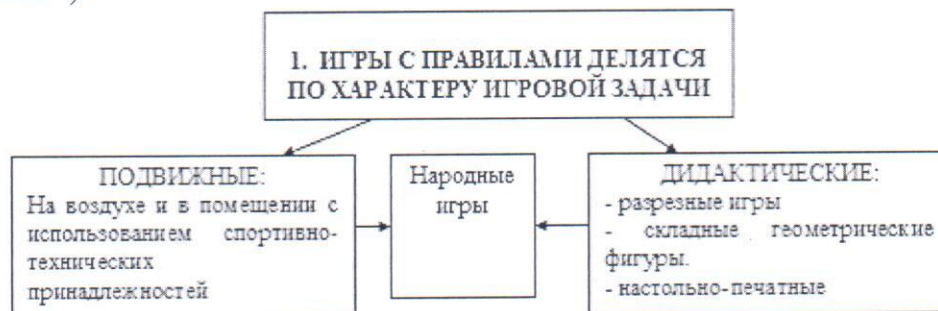 1. ИГРЫ С ПРАВИЛАМИ ДЕЛЯТСЯ
ПО ХАРАКТЕРУ ИГРОВОЙ ЗАДАЧИ
ПОДВИЖНЫЕ:
На воздухе и в помещении с
использованием спортивно-
технических
принадлежностей
Народные
игры
ДИДАКТИЧЕСКИЕ:
- разрезные игры
- складные геометрические
фигуры.
- настольно-печатные